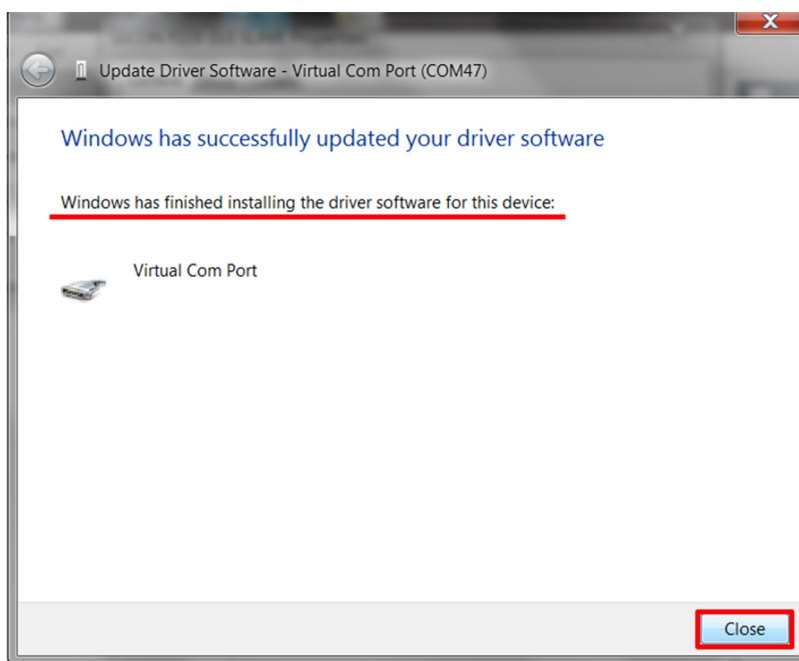 Update Driver Software - Virtual Com Port (COM47)
Windows has successfully updated your driver software
Windows has finished installing the driver software for this device:
Virtual Com Port
Close